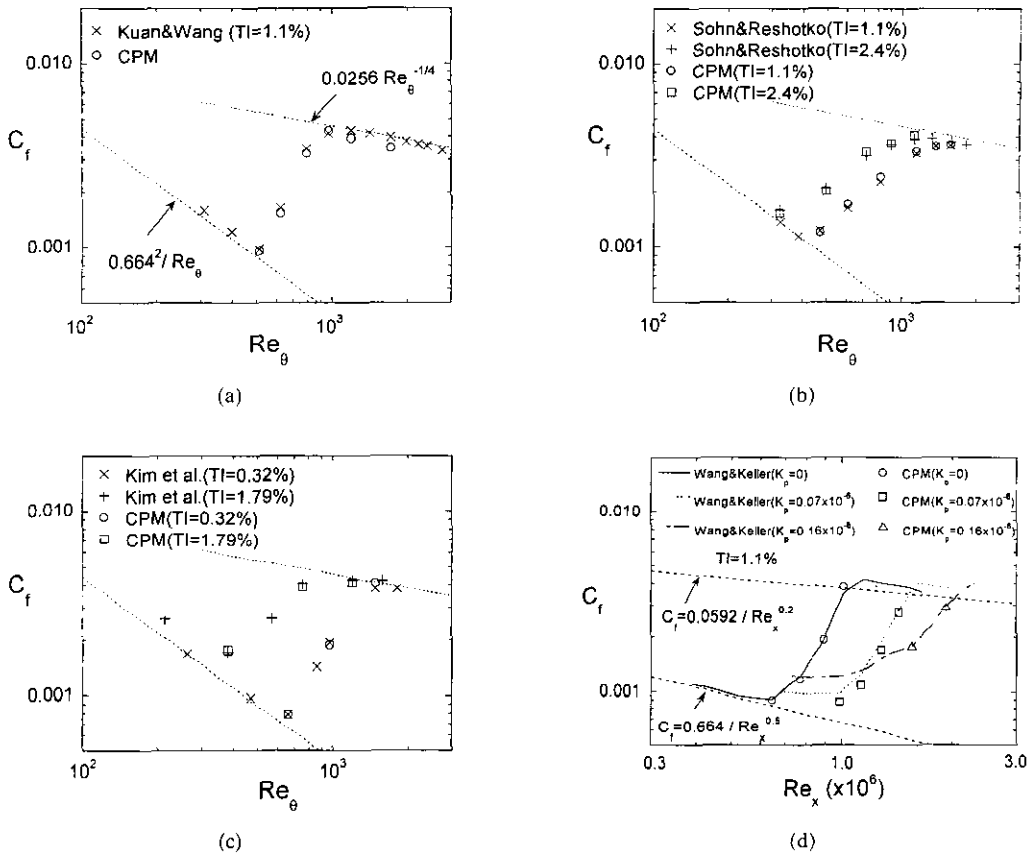 × Kuan&Wang (TI=1.1%)
○ CPM
0.0256 Re_θ^-1/4
0.664²/ Re_θ
0.010
C_f
0.001
10²
10³
Re_θ
(a)
× Sohn&Reshotko(TI=1.1%)
+ Sohn&Reshotko(TI=2.4%)
○ CPM(TI=1.1%)
□ CPM(TI=2.4%)
0.010
C_f
0.001
10²
10³
Re_θ
(b)
× Kim et al.(TI=0.32%)
+ Kim et al.(TI=1.79%)
○ CPM(TI=0.32%)
□ CPM(TI=1.79%)
0.010
C_f
0.001
10²
10³
Re_θ
(c)
Wang&Keller(K_p=0)
○ CPM(K_p=0)
Wang&Keller(K_p=0.07x10^-6)
□ CPM(K_p=0.07x10^-6)
Wang&Keller(K_p=0.16x10^-6)
△ CPM(K_p=0.16x10^-6)
TI=1.1%
C_f=0.0592 / Re_x^0.2
C_f=0.664 / Re_x^0.5
0.010
C_f
0.001
0.3
1.0
3.0
Re_x (x10^6)
(d)